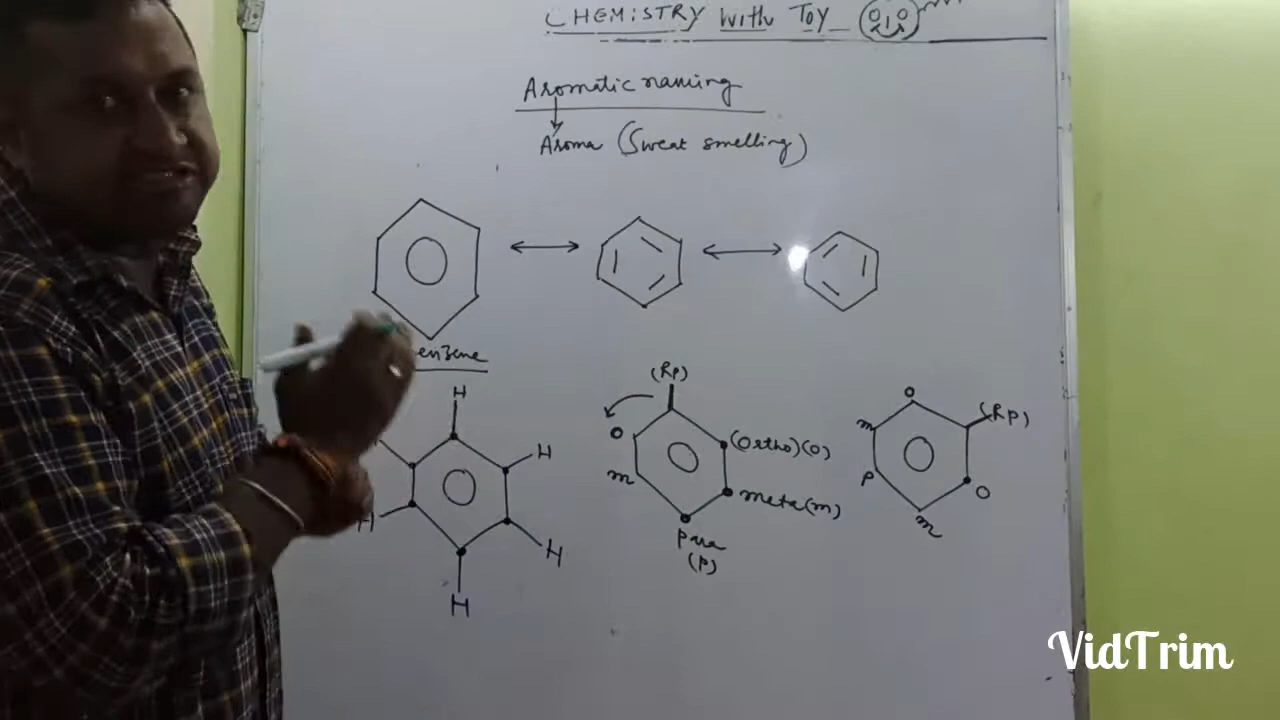 CHEMISTRY with TOY
Aromatic naming
Aroma (Sweat smelling)
enzene
H
H
H
H
H
(Rp)
O
(Ortho)(O)
m
meta(m)
Para
(P)
O
(Rp)
m
P
O
m
VidTrim